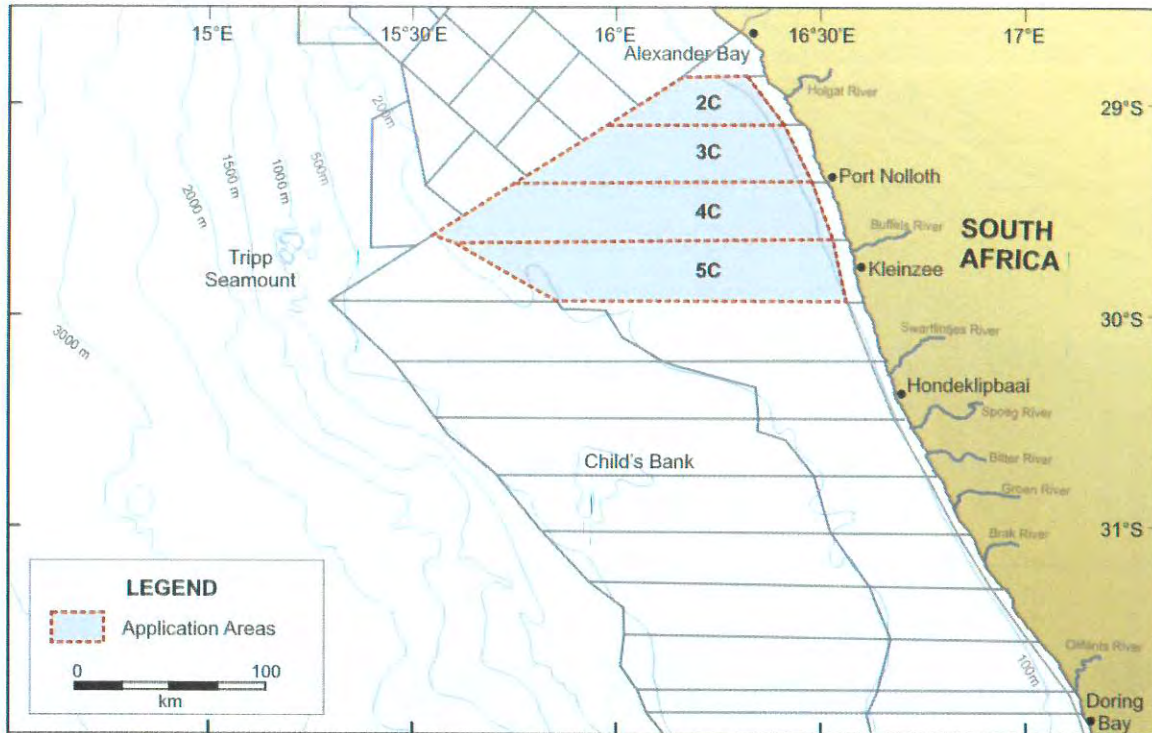 15°E
15°30'E
16°E
16°30'E
17°E
Alexander Bay
Holgat River
29°S
200m
2C
3C
4C
5C
Port Nolloth
500m
1000 m
1500 m
2000 m
3000 m
Buffels River
SOUTH
AFRICA
Kleinzee
Tripp
Seamount
30°S
Swartlintjes River
Hondeklipbaai
Spoeg River
Child's Bank
Bitter River
Groen River
31°S
Brak River
LEGEND
Application Areas
0 100
km
Olifants River
100m
Doring
Bay